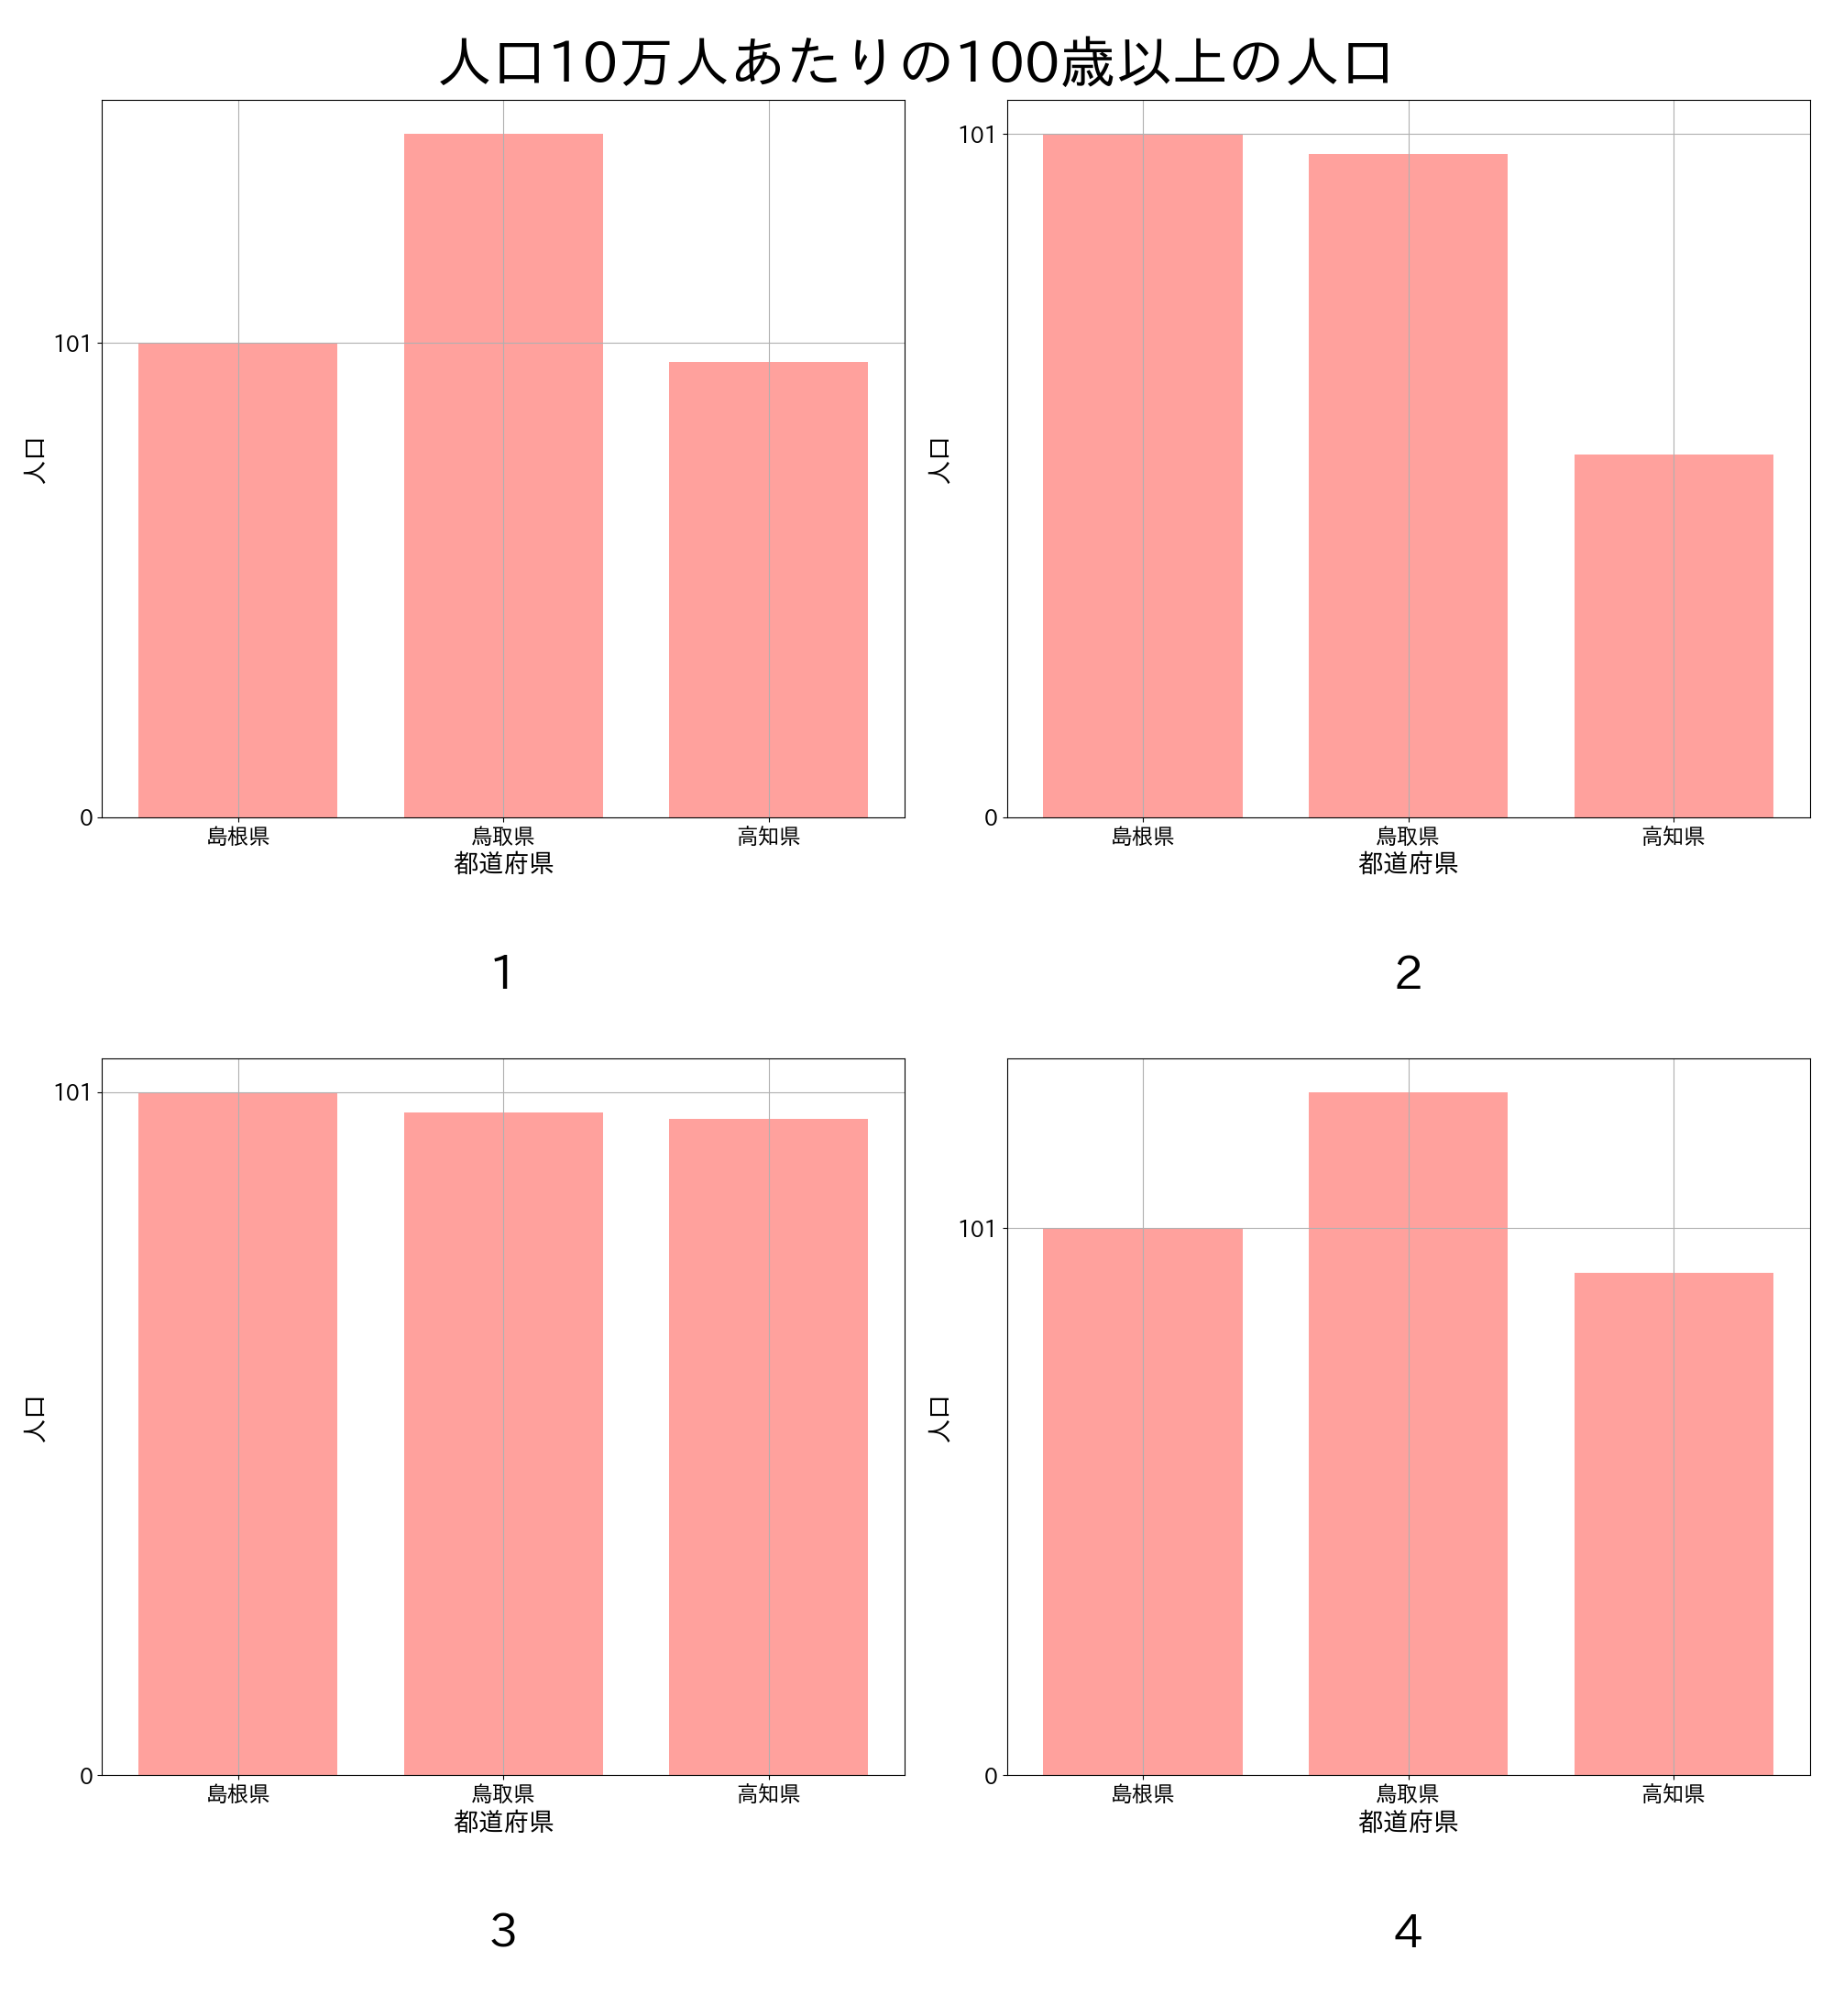 人口10万人あたりの100歳以上の人口
101
人口
0
島根県 鳥取県 高知県
都道府県
1
101
人口
0
島根県 鳥取県 高知県
都道府県
2
101
人口
0
島根県 鳥取県 高知県
都道府県
3
101
人口
0
島根県 鳥取県 高知県
都道府県
4